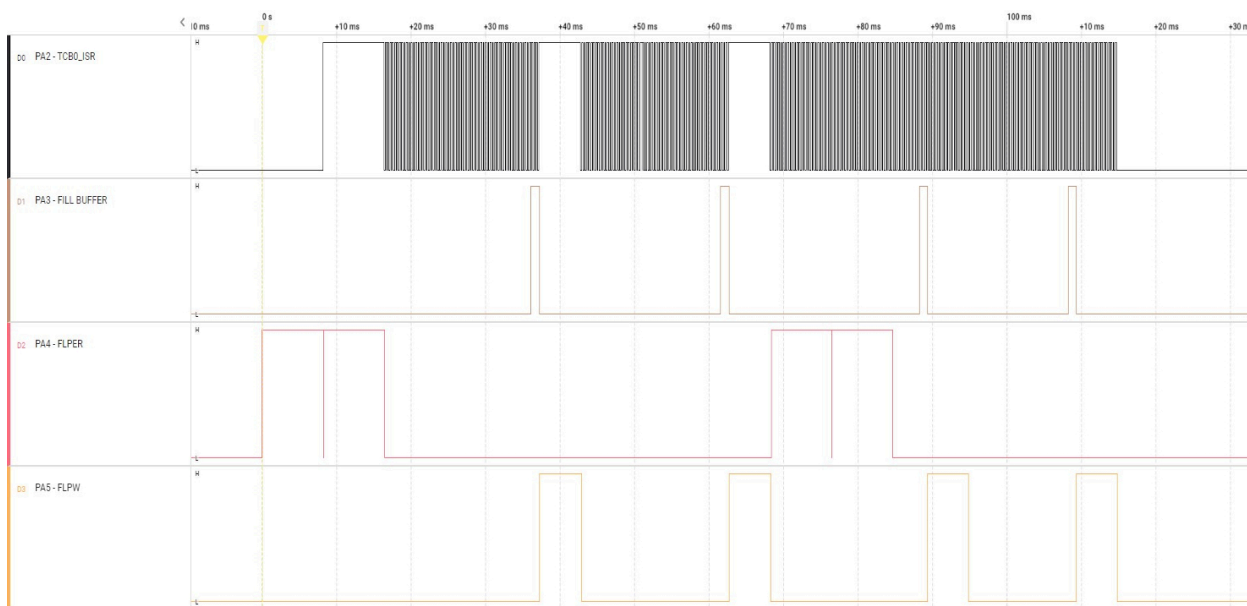 0 s 100 ms
10 ms +10 ms +20 ms +30 ms +40 ms +50 ms +60 ms +70 ms +80 ms +90 ms +10 ms +20 ms +30 ms
H
D0 PA2 - TCB0_ISR
L
H
D1 PA3 - FILL BUFFER
L
H
D2 PA4 - FLPER
L
H
D3 PA5 - FLPW
L